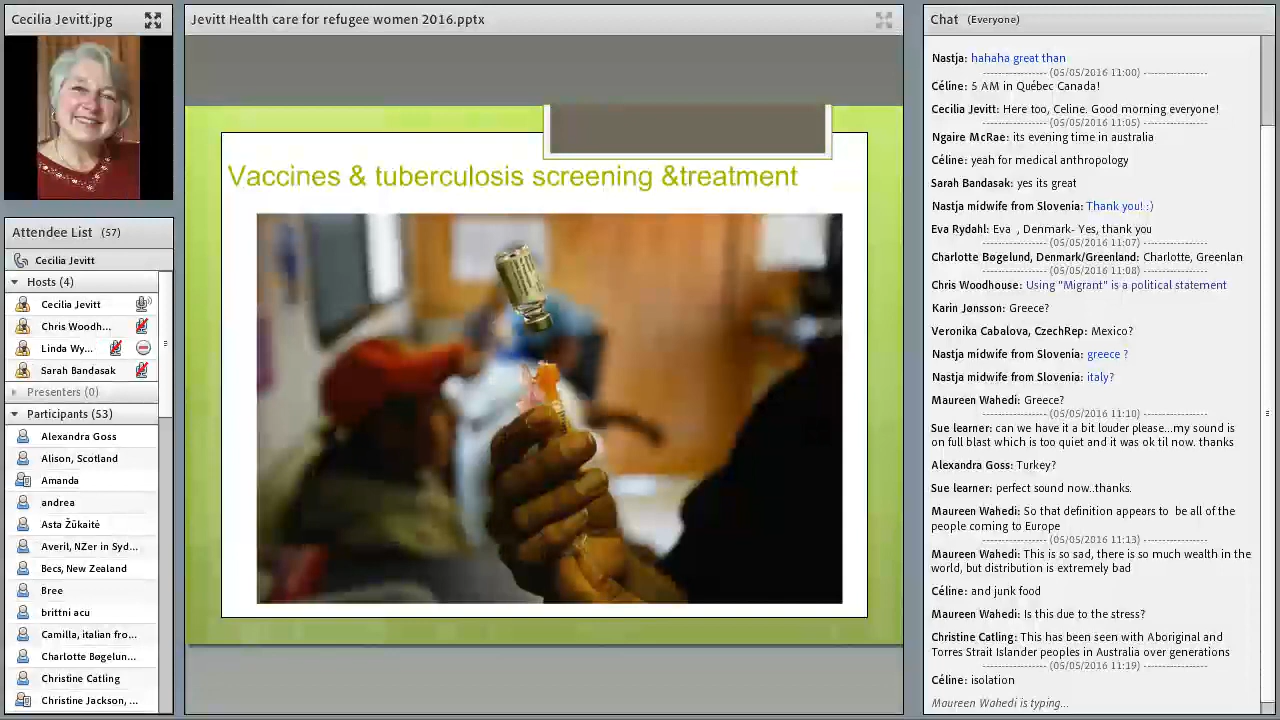 Cecilia Jevitt.jpg
Attendee List (57)
Cecilia Jevitt
Hosts (4)
Cecilia Jevitt
Chris Woodh...
Linda Wy...
Sarah Bandasak
Presenters (0)
Participants (53)
Alexandra Goss
Alison, Scotland
Amanda
andrea
Asta Žūkaitė
Averil, NZer in Syd...
Becs, New Zealand
Bree
brittni acu
Camilla, italian fro...
Charlotte Bøgelun...
Christine Catling
Christine Jackson, ...
Jevitt Health care for refugee women 2016.pptx
Vaccines & tuberculosis screening &treatment
Chat (Everyone)
Nastja: hahaha great than
------------------ (05/05/2016 11:00) ------------------
Céline: 5 AM in Québec Canada!
Cecilia Jevitt: Here too, Celine. Good morning everyone!
------------------ (05/05/2016 11:05) ------------------
Ngaire McRae: its evening time in australia
Céline: yeah for medical anthropology
Sarah Bandasak: yes its great
Nastja midwife from Slovenia: Thank you! :)
Eva Rydahl: Eva , Denmark- Yes, thank you
------------------ (05/05/2016 11:07) ------------------
Charlotte Bøgelund, Denmark/Greenland: Charlotte, Greenlan
------------------ (05/05/2016 11:08) ------------------
Chris Woodhouse: Using "Migrant" is a political statement
Karin Jønsson: Greece?
Veronika Cabalova, CzechRep: Mexico?
Nastja midwife from Slovenia: greece ?
Nastja midwife from Slovenia: italy?
Maureen Wahedi: Greece?
------------------ (05/05/2016 11:10) ------------------
Sue learner: can we have it a bit louder please...my sound is
on full blast which is too quiet and it was ok til now. thanks
Alexandra Goss: Turkey?
Sue learner: perfect sound now..thanks.
Maureen Wahedi: So that definition appears to be all of the
people coming to Europe
------------------ (05/05/2016 11:13) ------------------
Maureen Wahedi: This is so sad, there is so much wealth in the
world, but distribution is extremely bad
Céline: and junk food
Maureen Wahedi: Is this due to the stress?
Christine Catling: This has been seen with Aboriginal and
Torres Strait Islander peoples in Australia over generations
------------------ (05/05/2016 11:19) ------------------
Céline: isolation
Maureen Wahedi is typing...